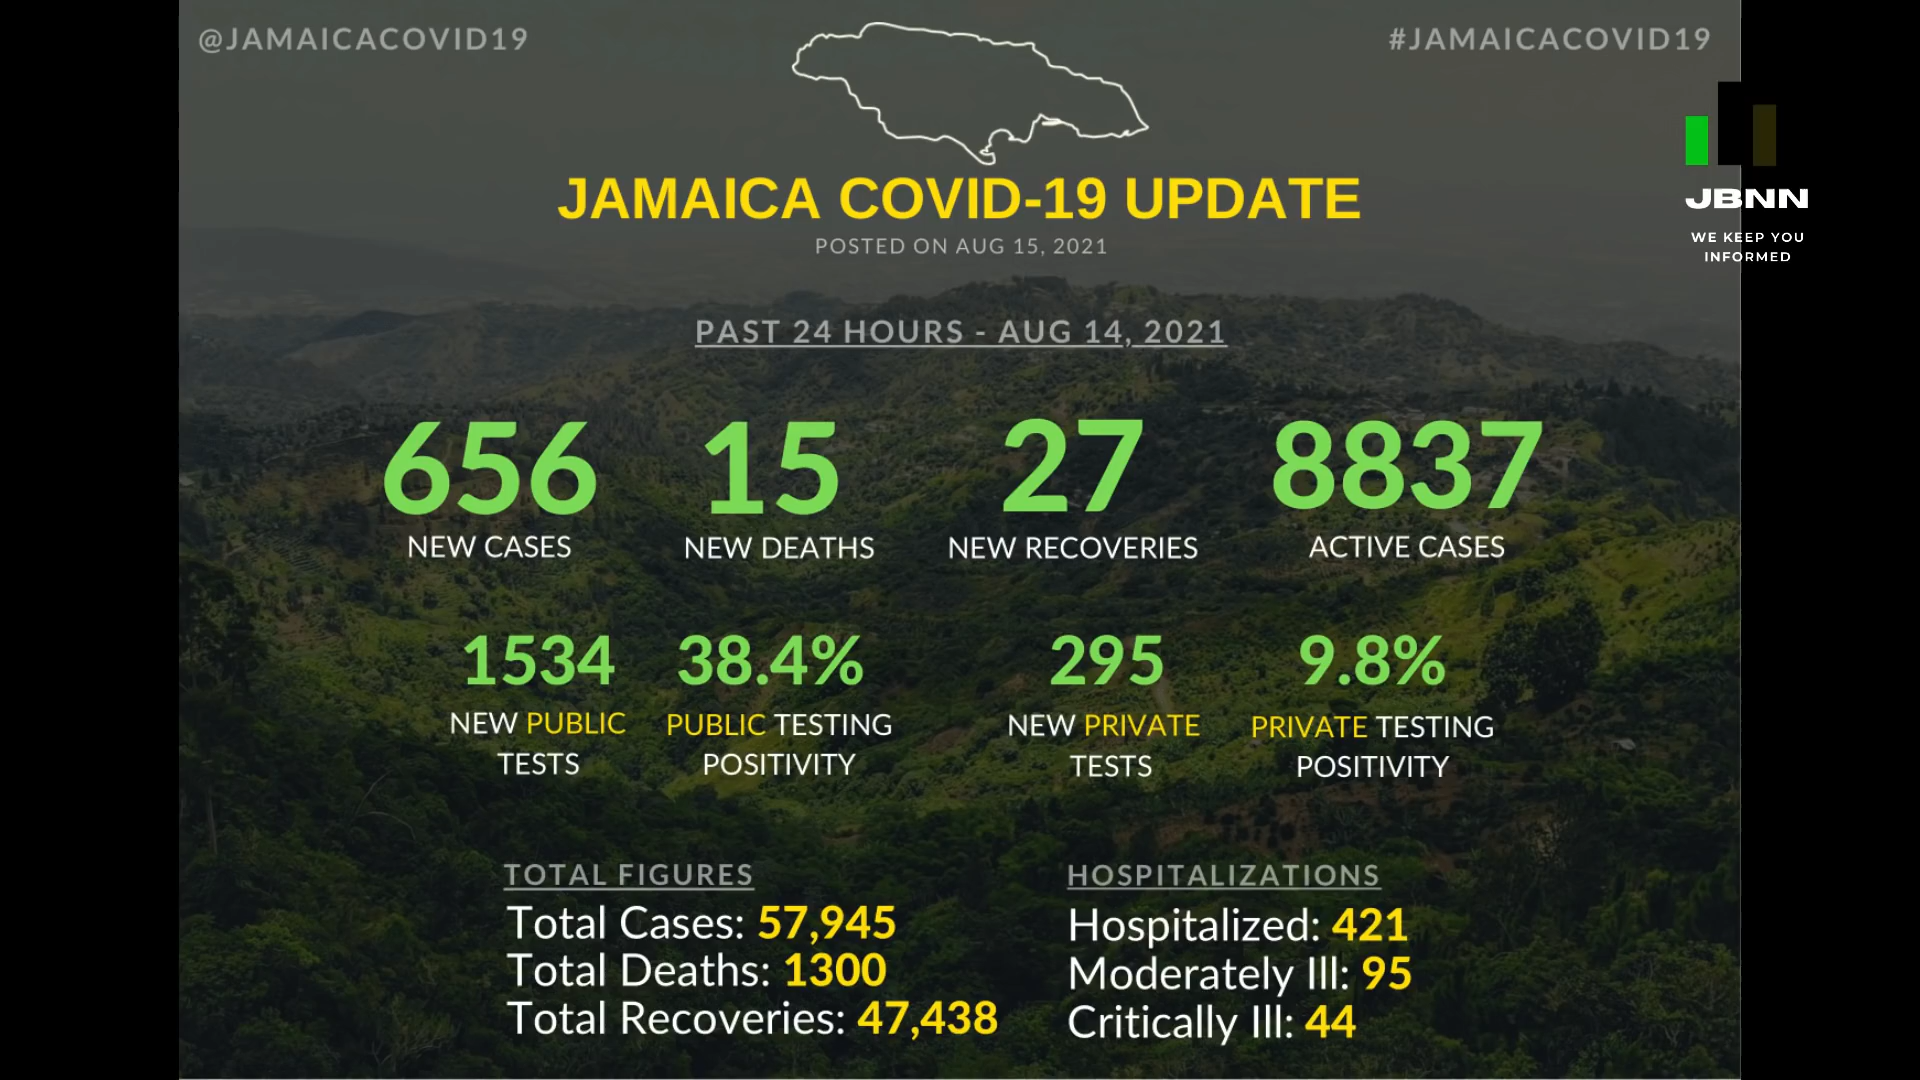 @JAMAICACOVID19
#JAMAICACOVID19
JBNN
WE KEEP YOU
INFORMED
JAMAICA COVID-19 UPDATE
POSTED ON AUG 15, 2021
PAST 24 HOURS - AUG 14, 2021
656
NEW CASES
15
NEW DEATHS
27
NEW RECOVERIES
8837
ACTIVE CASES
1534
NEW PUBLIC
TESTS
38.4%
PUBLIC TESTING
POSITIVITY
295
NEW PRIVATE
TESTS
9.8%
PRIVATE TESTING
POSITIVITY
TOTAL FIGURES
Total Cases: 57,945
Total Deaths: 1300
Total Recoveries: 47,438
HOSPITALIZATIONS
Hospitalized: 421
Moderately Ill: 95
Critically Ill: 44